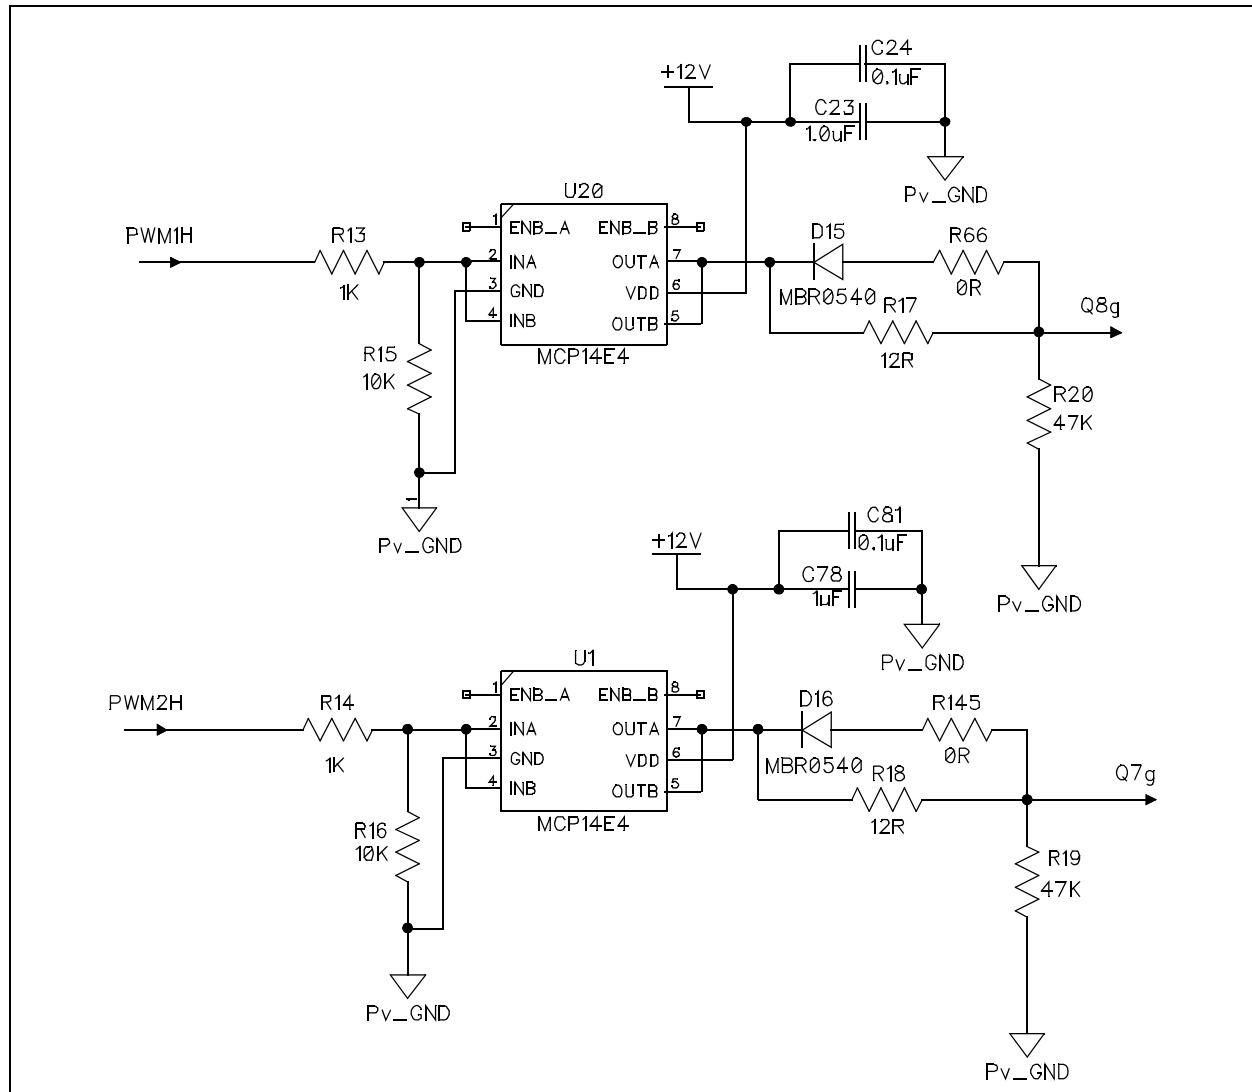 C24
0.1uF
+12V
C23
1.0uF
Pv_GND
U20
1 ENB_A ENB_B 8
PWM1H
R13
1K
2 INA OUTA 7
3 GND VDD 6
4 INB OUTB 5
MCP14E4
D15
MBR0540
R66
0R
R17
12R
Q8g
R15
10K
R20
47K
1
Pv_GND
Pv_GND
C81
0.1uF
+12V
C78
1uF
Pv_GND
U1
1 ENB_A ENB_B 8
PWM2H
R14
1K
2 INA OUTA 7
3 GND VDD 6
4 INB OUTB 5
MCP14E4
D16
MBR0540
R145
0R
R18
12R
Q7g
R16
10K
R19
47K
Pv_GND
Pv_GND